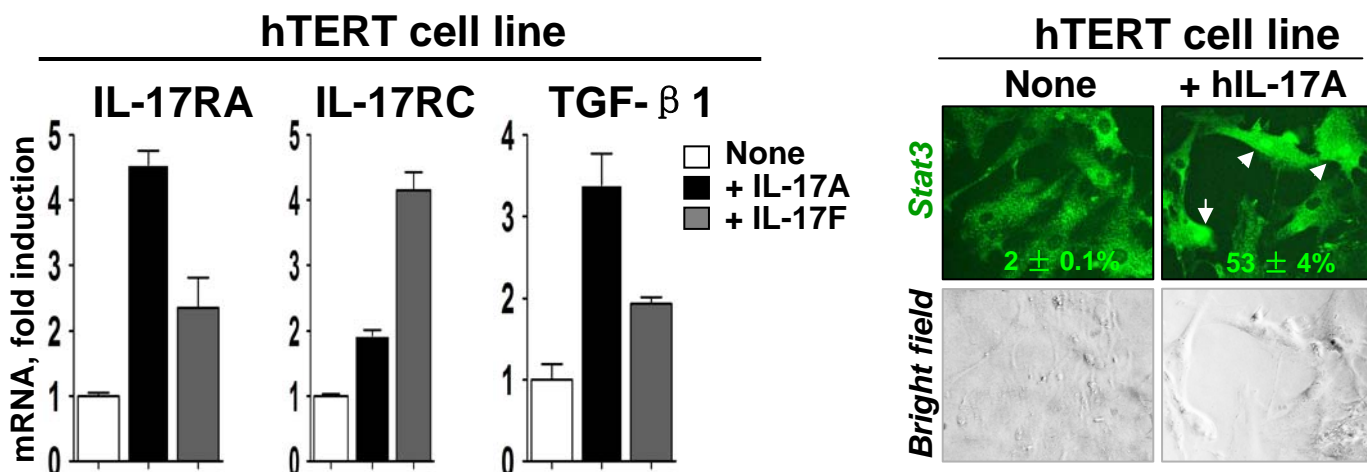 hTERT cell line
IL-17RA IL-17RC TGF-β1
mRNA, fold induction
5
4
3
2
1
0
5
4
3
2
1
0
4
3
2
1
0
None
+ IL-17A
+ IL-17F
hTERT cell line
None + hIL-17A
Stat3
2 ± 0.1% 53 ± 4%
Bright field